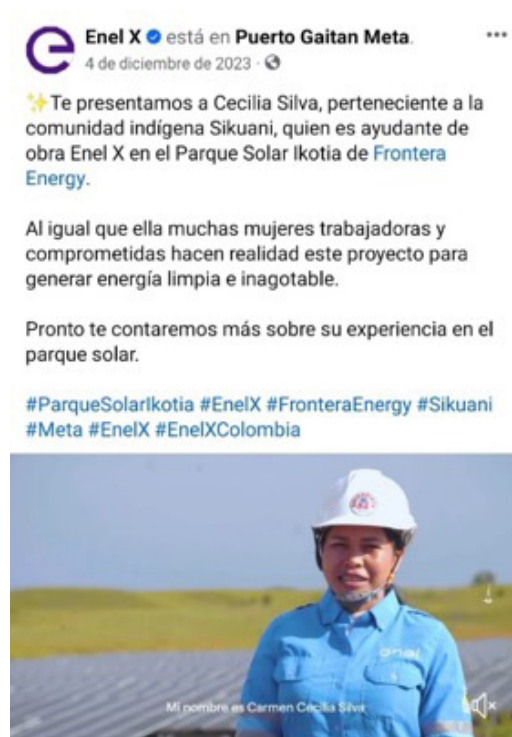 Enel X está en Puerto Gaitan Meta.
4 de diciembre de 2023 ·
✨Te presentamos a Cecilia Silva, perteneciente a la
comunidad indígena Sikuani, quien es ayudante de
obra Enel X en el Parque Solar Ikotia de Frontera
Energy.
Al igual que ella muchas mujeres trabajadoras y
comprometidas hacen realidad este proyecto para
generar energía limpia e inagotable.
Pronto te contaremos más sobre su experiencia en el
parque solar.
#ParqueSolarIkotia #EnelX #FronteraEnergy #Sikuani
#Meta #EnelX #EnelXColombia
enel
Mi nombre es Carmen Cecilia Silva